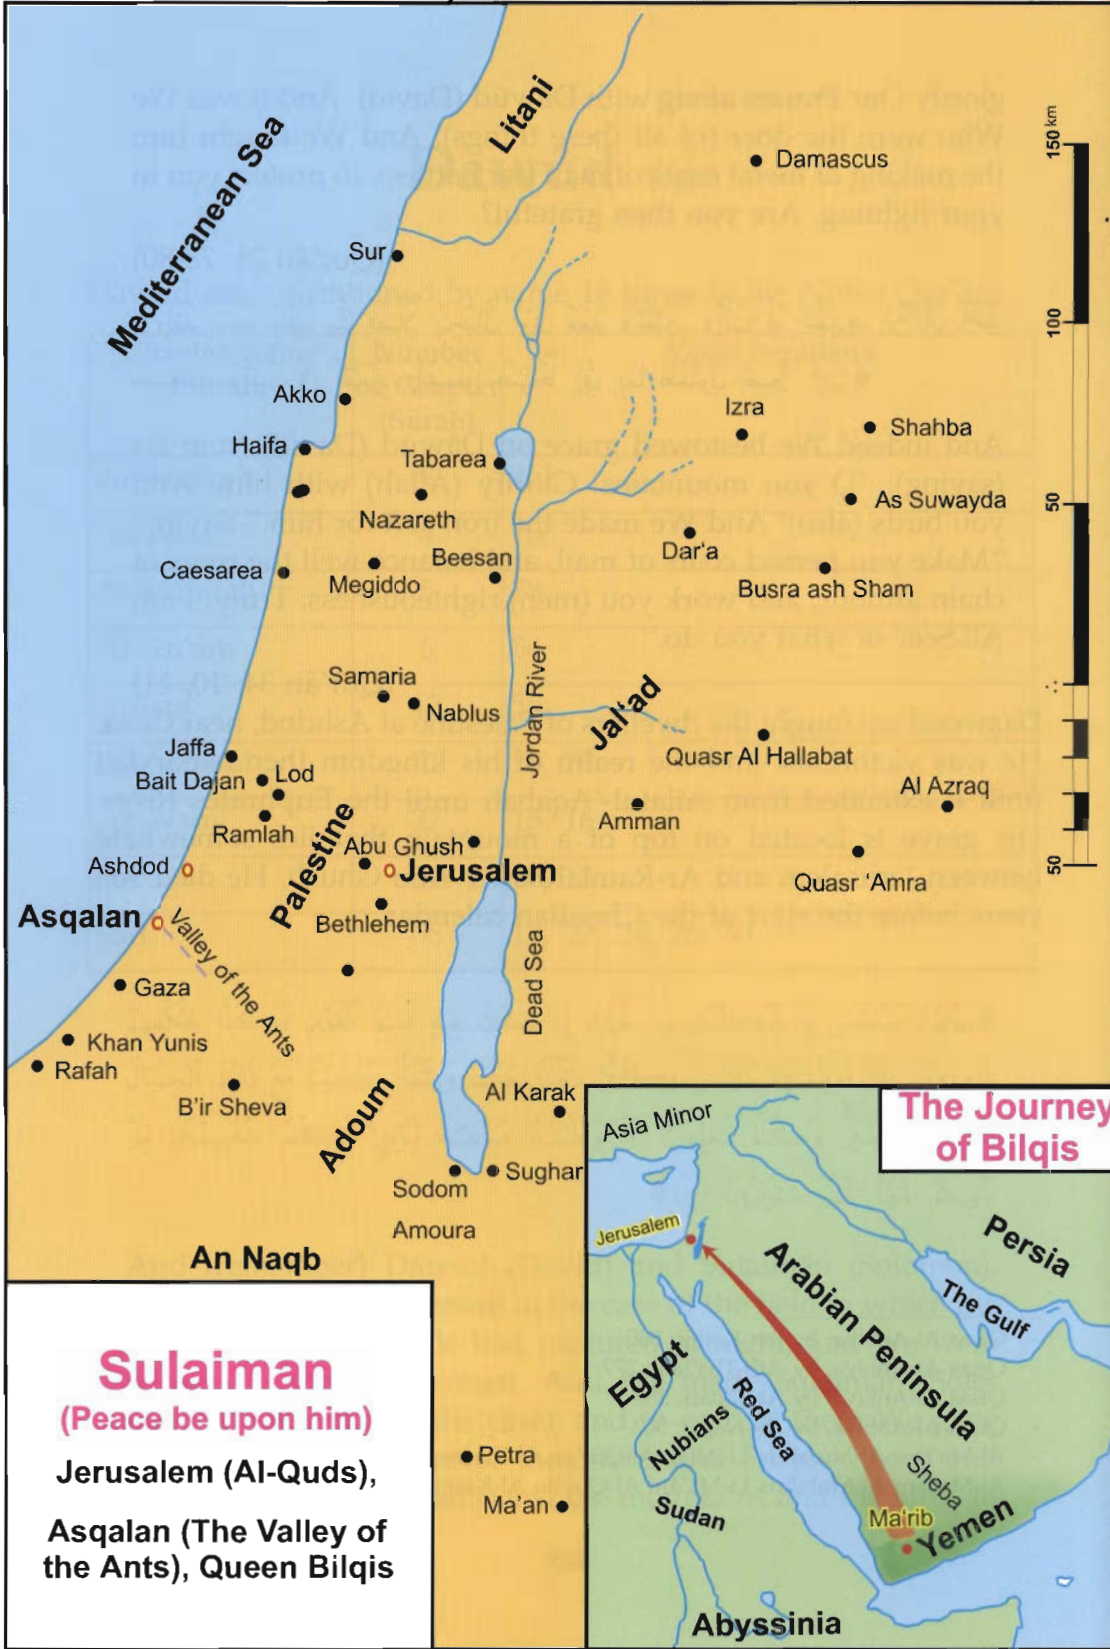 Mediterranean Sea
Litani
Damascus
150 km
Sur
100
Akko
Izra
Shahba
Haifa
Tabarea
50
As Suwayda
Nazareth
Dar'a
Beesan
Caesarea
Megiddo
Busra ash Sham
Samaria
Nablus
Jordan River
Jal'ad
Jaffa
Quasr Al Hallabat
Bait Dajan
Lod
Al Azraq
Ramlah
Amman
Palestine
Abu Ghush
Ashdod
Jerusalem
50
Quasr 'Amra
Asqalan
Valley of the Ants
Bethlehem
Dead Sea
Gaza
Khan Yunis
Rafah
B'ir Sheva
Adoum
Al Karak
Sodom
Sughar
Amoura
An Naqb
Petra
Ma'an
Sulaiman
(Peace be upon him)
Jerusalem (Al-Quds),
Asqalan (The Valley of
the Ants), Queen Bilqis
The Journey
of Bilqis
Asia Minor
Jerusalem
Persia
Arabian Peninsula
The Gulf
Egypt
Red Sea
Nubians
Sheba
Sudan
Ma'rib
Yemen
Abyssinia